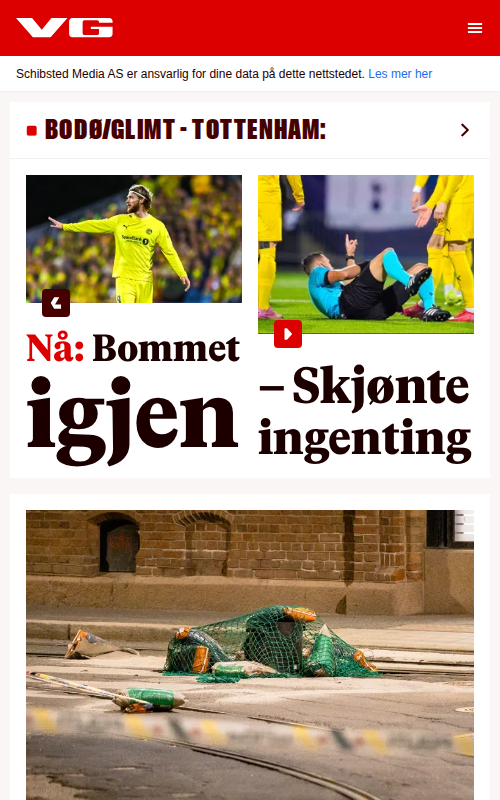 VG
Schibsted Media AS er ansvarlig for dine data på dette nettstedet. Les mer her
BODØ/GLIMT - TOTTENHAM:
Nå: Bommet
igjen
– Skjønte
ingenting